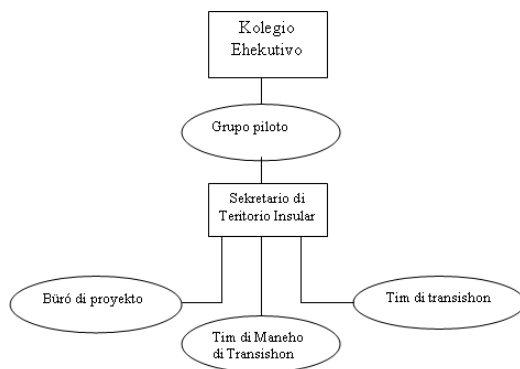 Kolegio
Ehekutivo
Grupo piloto
Sekretario di
Teritorio Insular
Büró di proyekto
Tim di transishon
Tim di Maneho
di Transishon